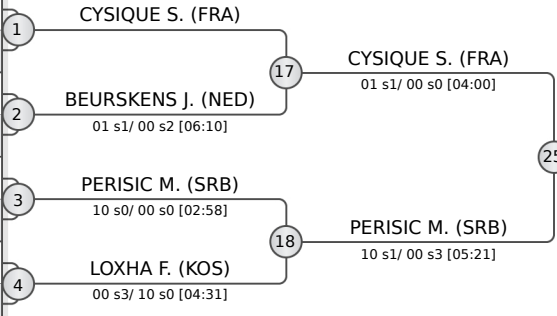 CYSIQUE S. (FRA)
1
17
CYSIQUE S. (FRA)
01 s1/ 00 s0 [04:00]
BEURSKENS J. (NED)
2
01 s1/ 00 s2 [06:10]
25
PERISIC M. (SRB)
3
10 s0/ 00 s0 [02:58]
18
PERISIC M. (SRB)
10 s1/ 00 s3 [05:21]
LOXHA F. (KOS)
4
00 s3/ 10 s0 [04:31]